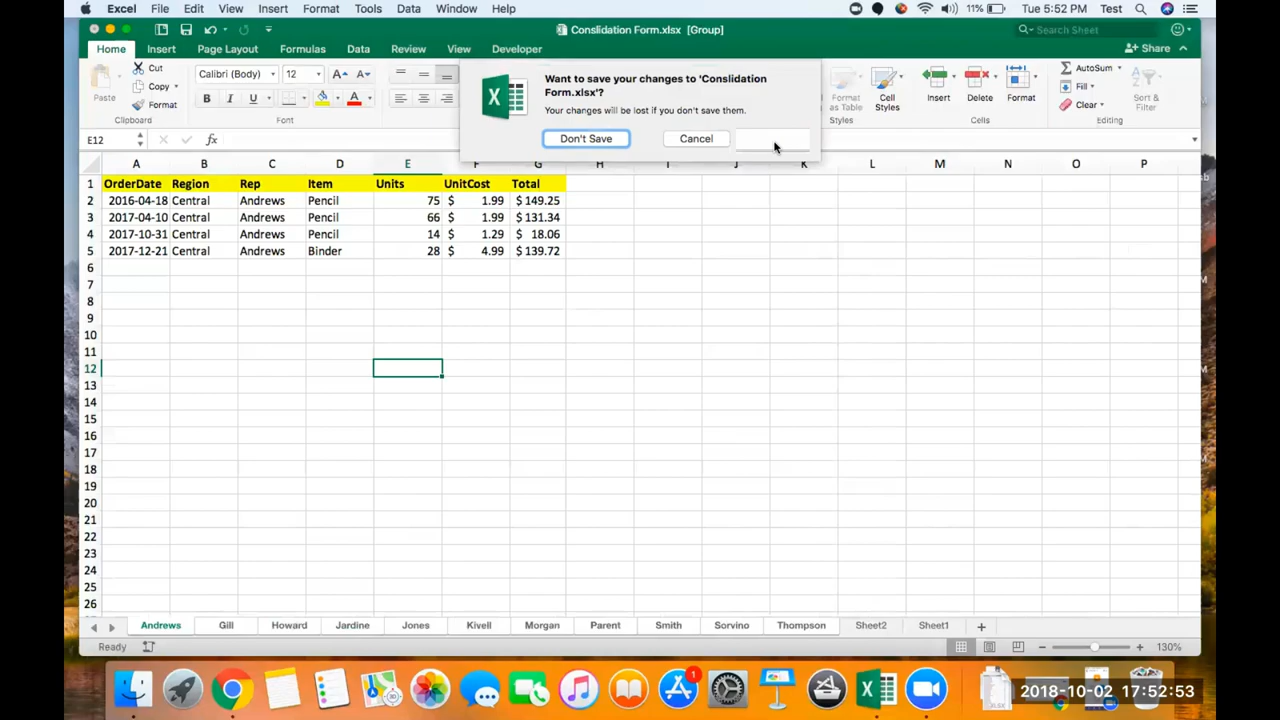 Excel File Edit View Insert Format Tools Data Window Help 11% Tue 5:52 PM Test
Conslidation Form.xlsx [Group] Search Sheet
Home Insert Page Layout Formulas Data Review View Developer Share
Paste Cut Copy Format Clipboard
Calibri (Body) 12 A A B I U A Font
Format as Table Cell Styles Styles
Insert Delete Format Cells
AutoSum Fill Clear Sort & Filter Editing
Want to save your changes to 'Conslidation
Form.xlsx'?
Your changes will be lost if you don't save them.
Don't Save Cancel
E12 fx
A B C D E F G H I J K L M N O P
1 OrderDate Region Rep Item Units UnitCost Total
2 2016-04-18 Central Andrews Pencil 75 $ 1.99 $ 149.25
3 2017-04-10 Central Andrews Pencil 66 $ 1.99 $ 131.34
4 2017-10-31 Central Andrews Pencil 14 $ 1.29 $ 18.06
5 2017-12-21 Central Andrews Binder 28 $ 4.99 $ 139.72
6
7
8
9
10
11
12
13
14
15
16
17
18
19
20
21
22
23
24
25
26
Andrews Gill Howard Jardine Jones Kivell Morgan Parent Smith Sorvino Thompson Sheet2 Sheet1
Ready 130%
1
XLSX
2018-10-02 17:52:53